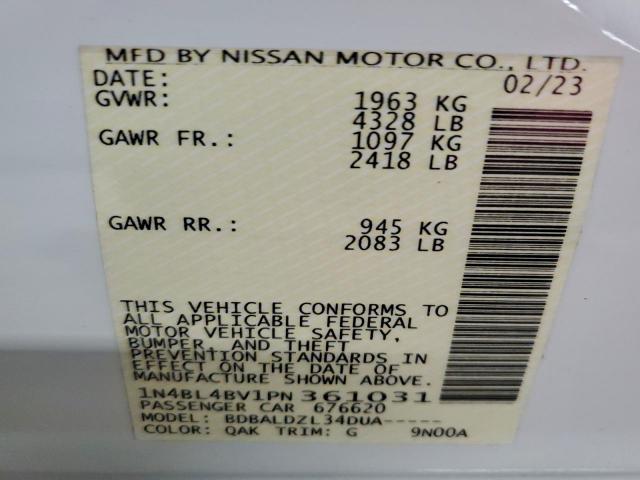 MFD BY NISSAN MOTOR CO., LTD.
DATE: 02/23
GVWR: 1963 KG
4328 LB
GAWR FR.: 1097 KG
2418 LB
GAWR RR.: 945 KG
2083 LB
THIS VEHICLE CONFORMS TO
ALL APPLICABLE FEDERAL
MOTOR VEHICLE SAFETY,
BUMPER, AND THEFT
PREVENTION STANDARDS IN
EFFECT ON THE DATE OF
MANUFACTURE SHOWN ABOVE.
1N4BL4BV1PN361031
PASSENGER CAR 676620
MODEL: BDBALDZL34DUA-----
COLOR: QAK TRIM: G 9N00A